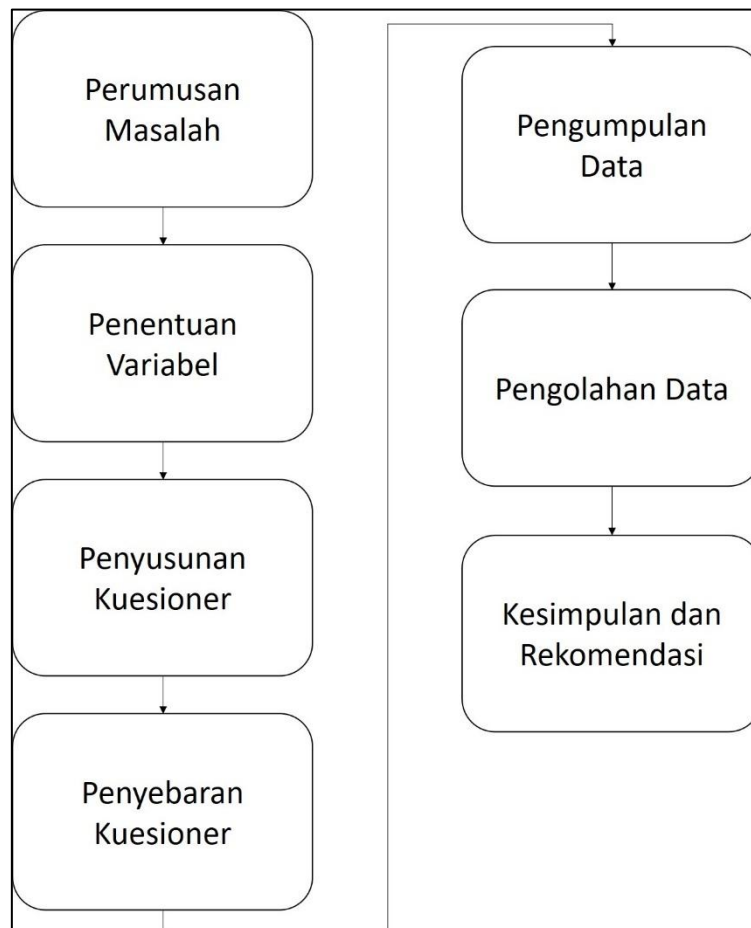 Perumusan
Masalah
Penentuan
Variabel
Penyusunan
Kuesioner
Penyebaran
Kuesioner
Pengumpulan
Data
Pengolahan Data
Kesimpulan dan
Rekomendasi